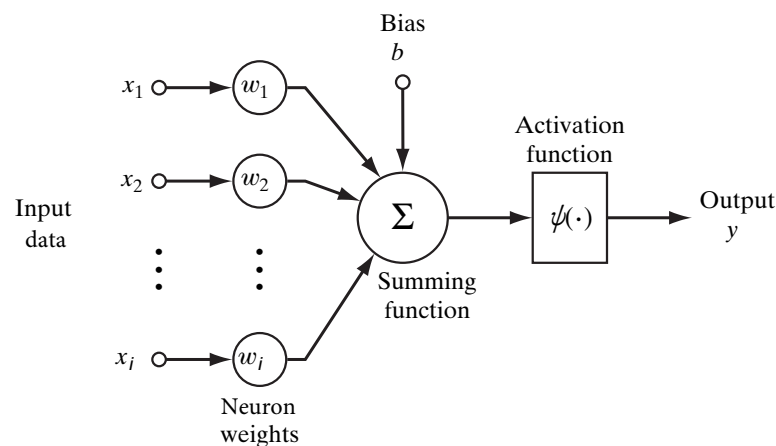 Bias
b
x₁
w₁
Activation
function
x₂
w₂
Input
data
Σ
ψ(·)
Output
y
Summing
function
xᵢ
wᵢ
Neuron
weights